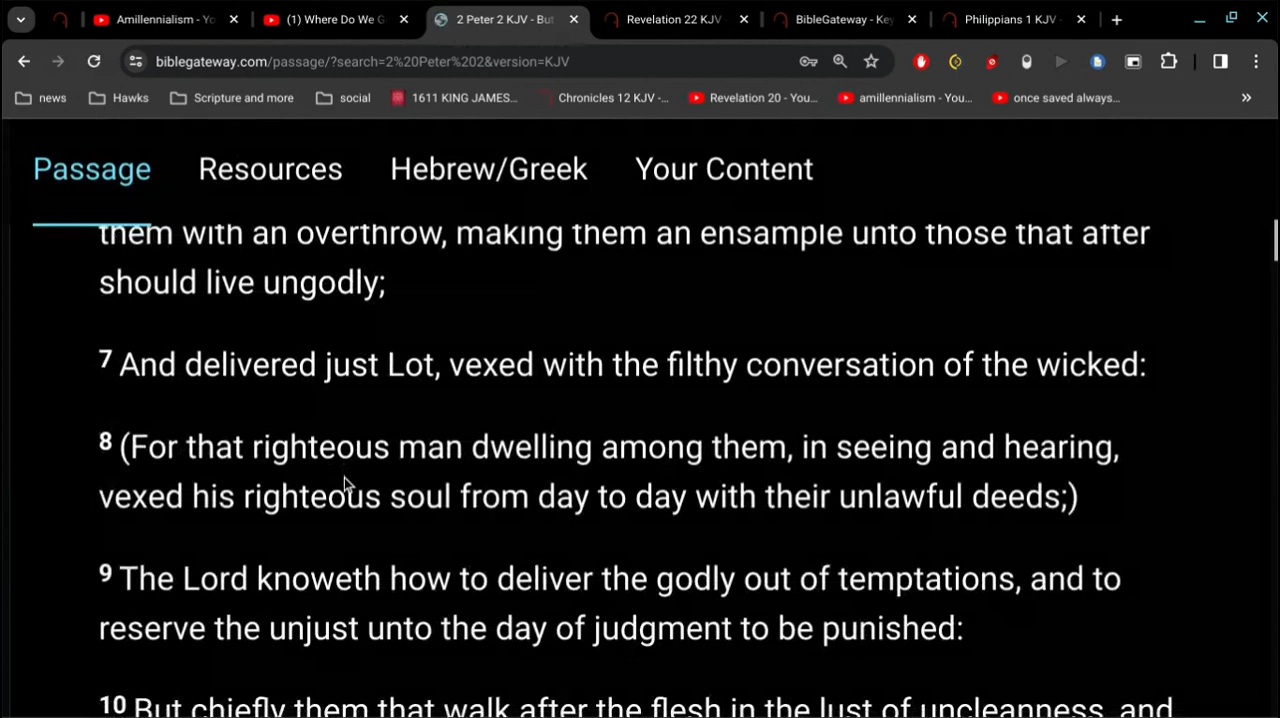 Amillennialism - Yo
(1) Where Do We G
2 Peter 2 KJV - But
Revelation 22 KJV
BibleGateway - Key
Philippians 1 KJV -
biblegateway.com/passage/?search=2%20Peter%202&version=KJV
news
Hawks
Scripture and more
social
1611 KING JAMES...
Chronicles 12 KJV -...
Revelation 20 - You...
amillennialism - You...
once saved always...
Passage
Resources
Hebrew/Greek
Your Content
them with an overthrow, making them an ensample unto those that after
should live ungodly;
7 And delivered just Lot, vexed with the filthy conversation of the wicked:
8 (For that righteous man dwelling among them, in seeing and hearing,
vexed his righteous soul from day to day with their unlawful deeds;)
9 The Lord knoweth how to deliver the godly out of temptations, and to
reserve the unjust unto the day of judgment to be punished:
10 But chiefly them that walk after the flesh in the lust of uncleanness, and